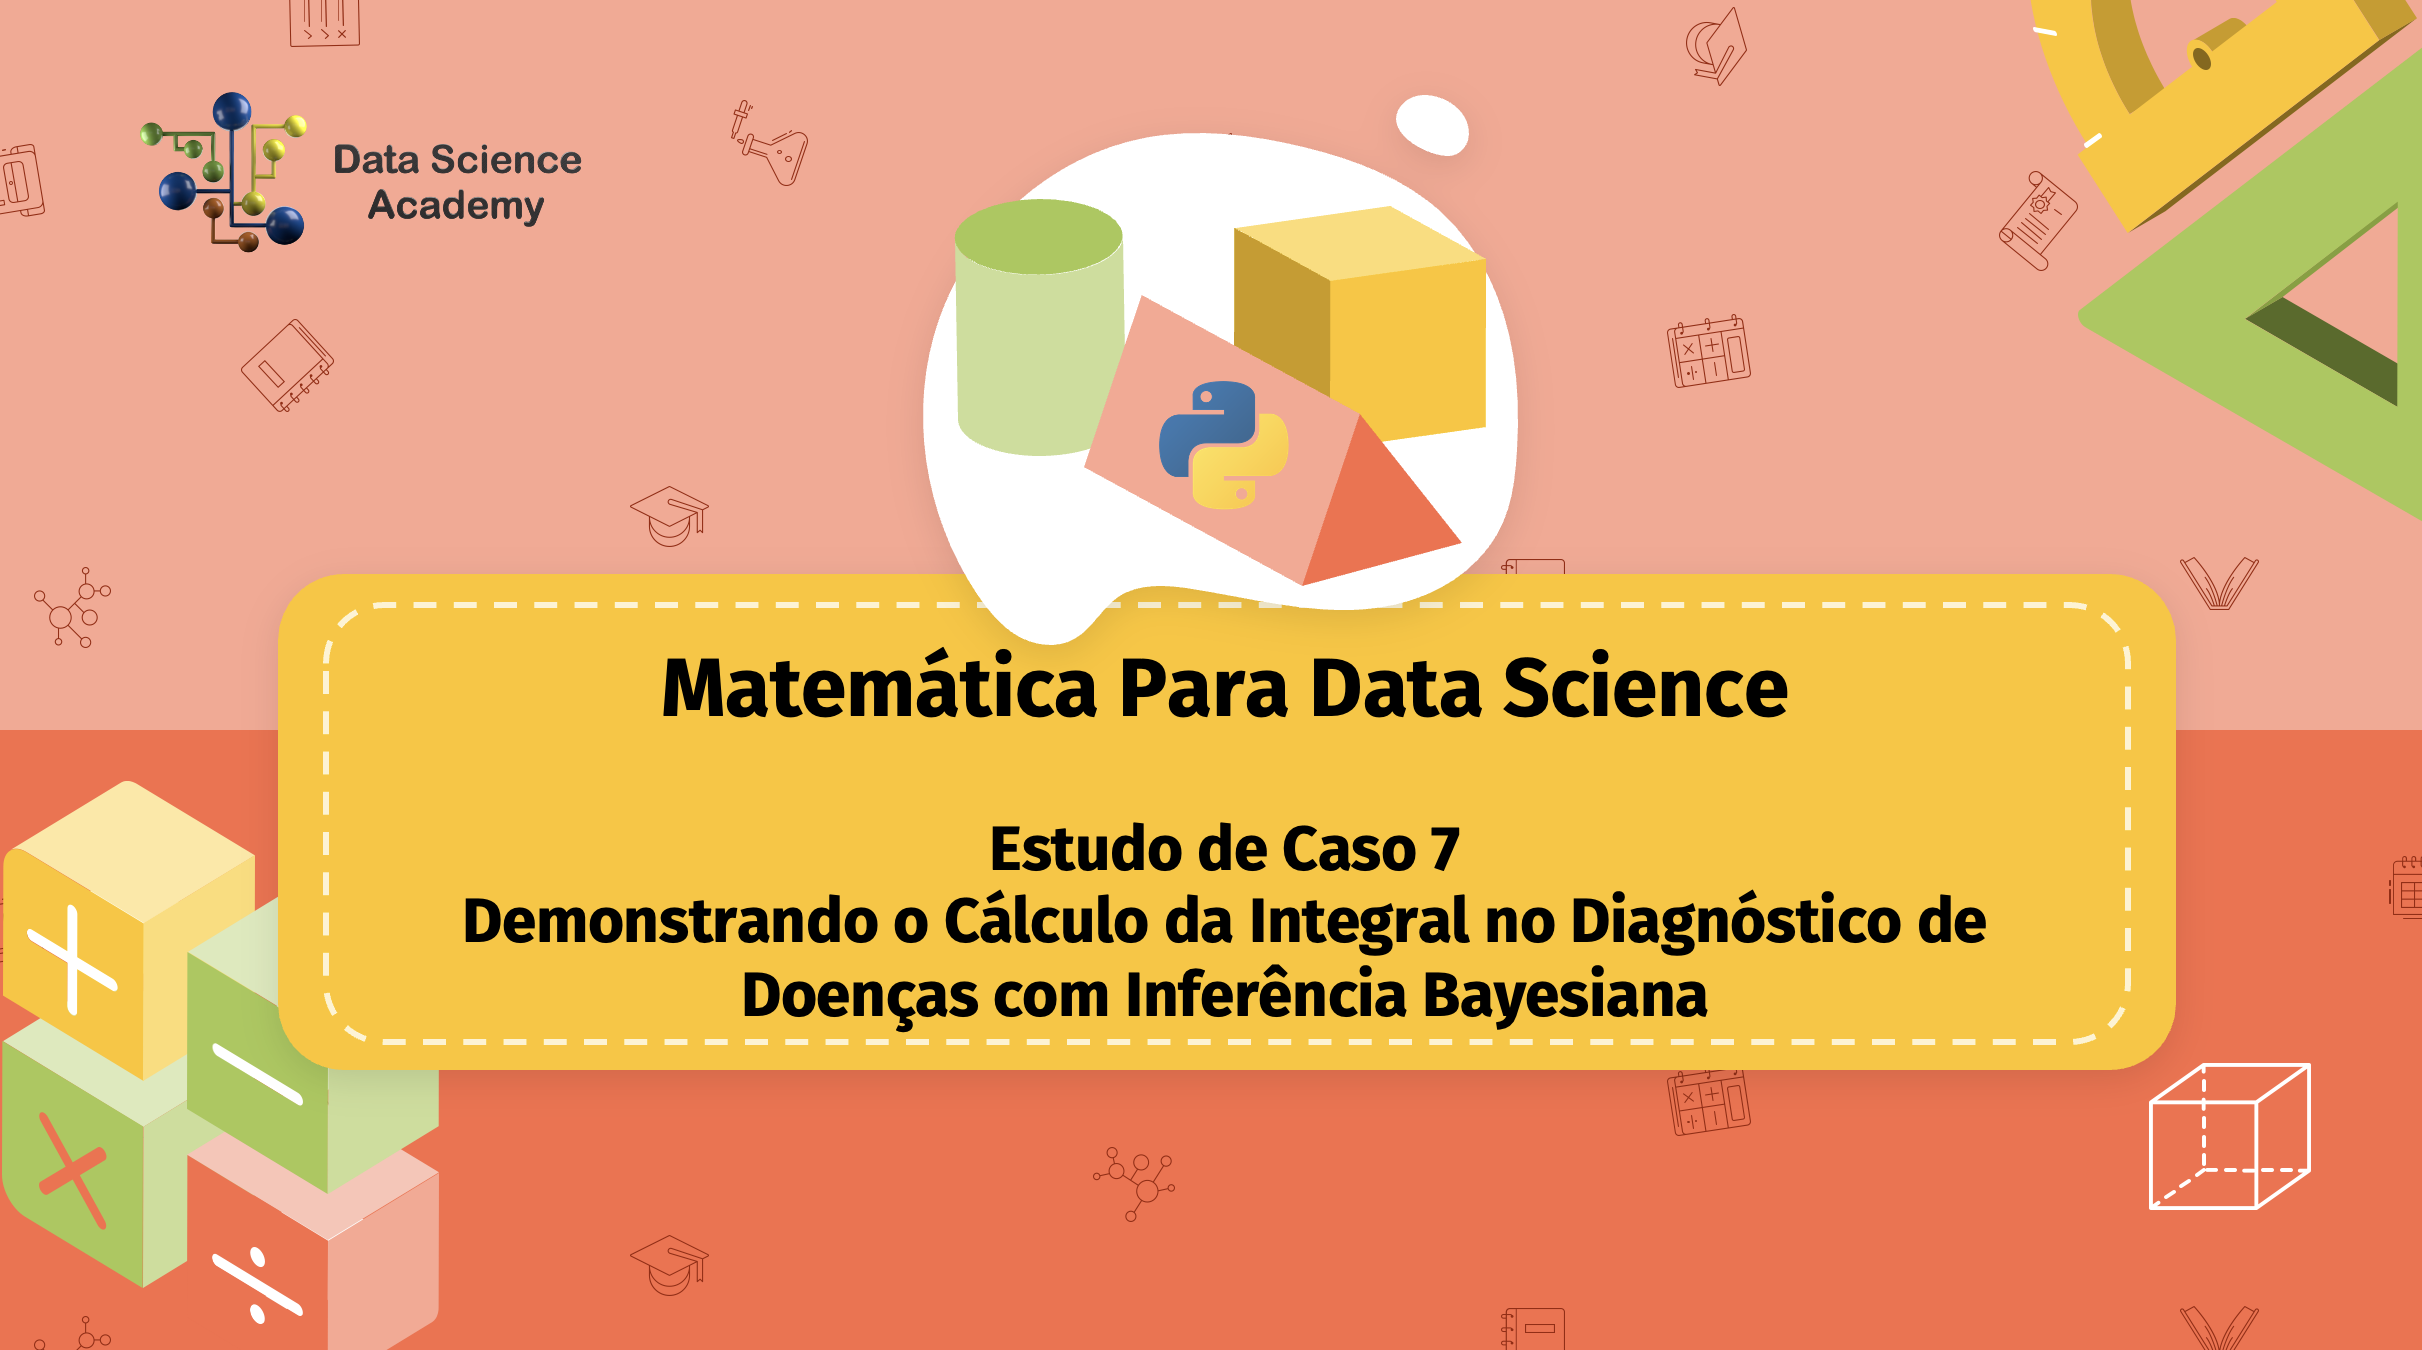 Data Science
Academy
Matemática Para Data Science
Estudo de Caso 7
Demonstrando o Cálculo da Integral no Diagnóstico de
Doenças com Inferência Bayesiana